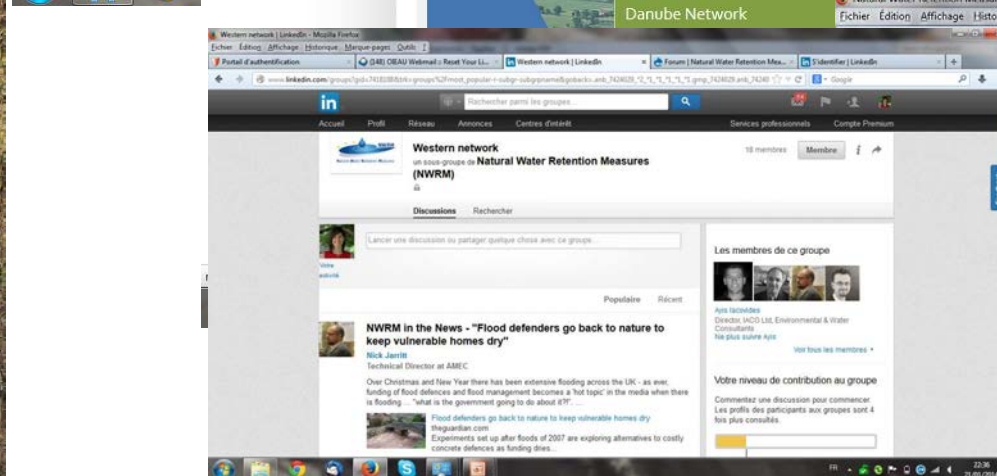 Danube Network
Natural Water Retention Measu
Fichier Édition Affichage Histo
Western network | LinkedIn - Mozilla Firefox
Fichier Édition Affichage Historique Marque-pages Outils ?
Portail d'authentification
(148) OIEAU Webmail :: Reset Your Li...
Western network | LinkedIn
Forum | Natural Water Retention Mea...
S'identifier | LinkedIn
Google
in
Rechercher parmi les groupes...
Accueil Profil Réseau Annonces Centres d'intérêt Services professionnels Compte Premium
Western network
un sous-groupe de Natural Water Retention Measures
(NWRM)
18 membres Membre
Discussions Rechercher
Lancer une discussion ou partager quelque chose avec ce groupe...
Votre
activité
Populaire Récent
NWRM in the News - "Flood defenders go back to nature to
keep vulnerable homes dry"
Nick Jarritt
Technical Director at AMEC
Over Christmas and New Year there has been extensive flooding across the UK - as ever,
funding of flood defences and flood management becomes a 'hot topic' in the media when there
is flooding ... "what is the government going to do about it?!". ...
Flood defenders go back to nature to keep vulnerable homes dry
theguardian.com
Experiments set up after floods of 2007 are exploring alternatives to costly
concrete defences as funding dries...
Les membres de ce groupe
Ayis Iacovides
Director, IACO Ltd, Environmental & Water
Consultants
Ne plus suivre Ayis
Voir tous les membres
Votre niveau de contribution au groupe
Commentez une discussion pour commencer.
Les profils des participants aux groupes sont 4
fois plus consultés.
FR
22:36